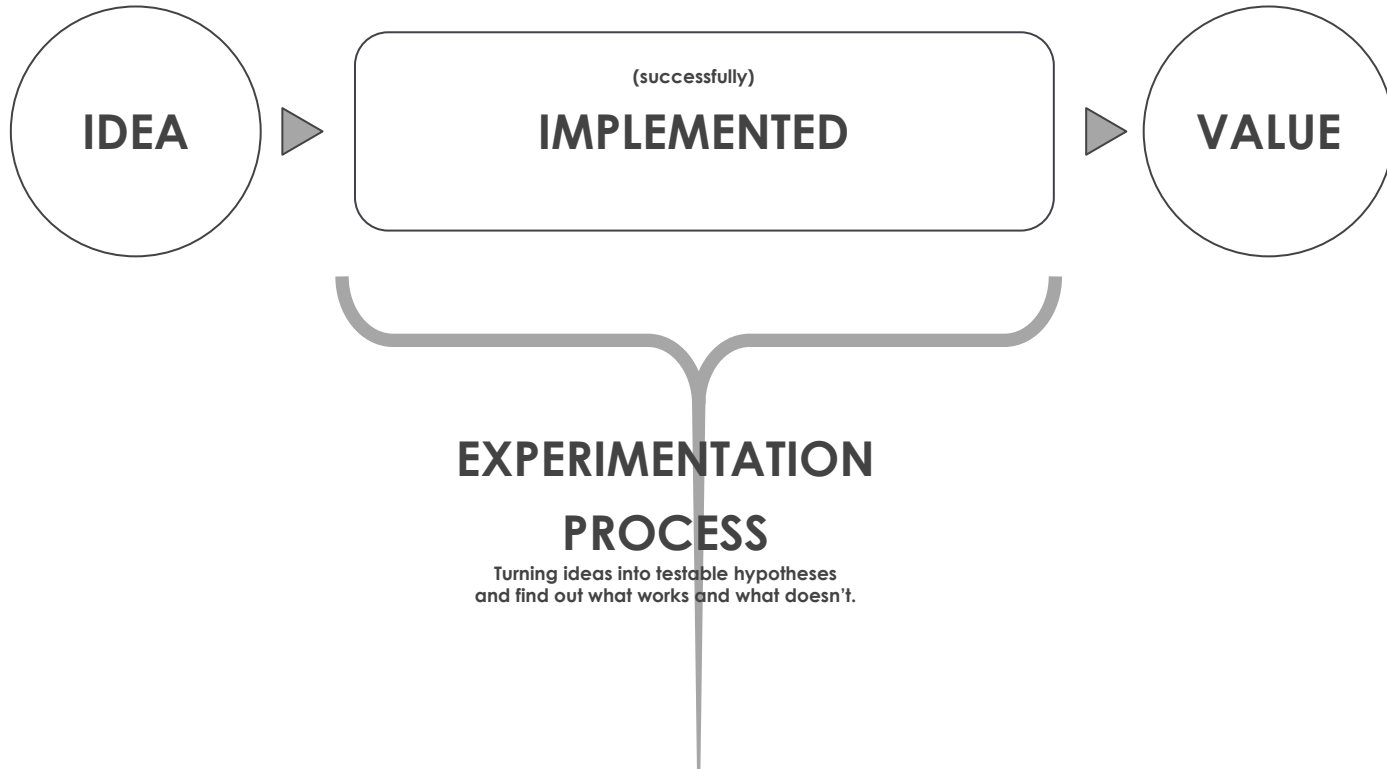 IDEA
(successfully)
IMPLEMENTED
VALUE
EXPERIMENTATION
PROCESS
Turning ideas into testable hypotheses
and find out what works and what doesn’t.